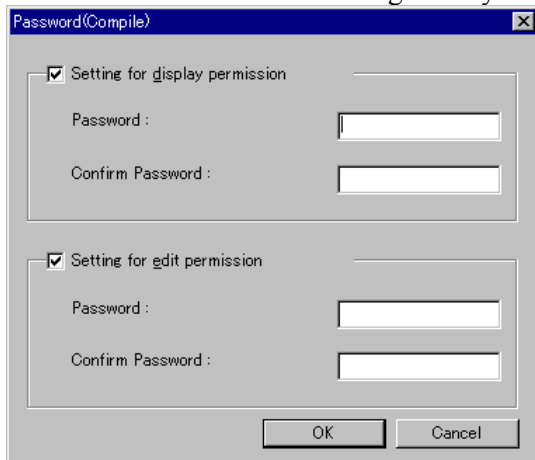 Password(Compile)
Setting for display permission
Password :
Confirm Password :
Setting for edit permission
Password :
Confirm Password :
OK
Cancel